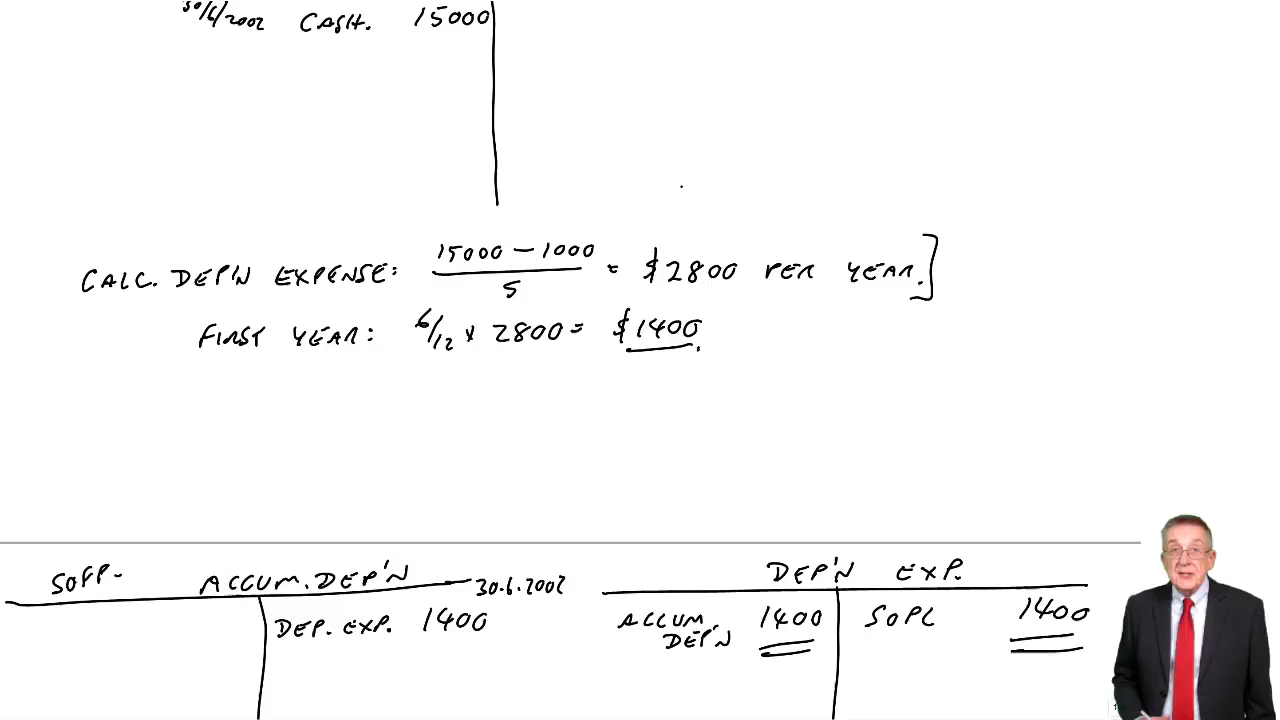 30/6/2002 CASH. 15000
CALC. DEP'N EXPENSE: 15000 - 1000 / 5 = $2800 PER YEAR.]
FIRST YEAR: 6/12 x 2800 = $1400.
SOFP. ACCUM. DEP'N 30.6.2002
DEP. EXP. 1400
DEP'N EXP.
ACCUM. DEP'N 1400 SOPL 1400